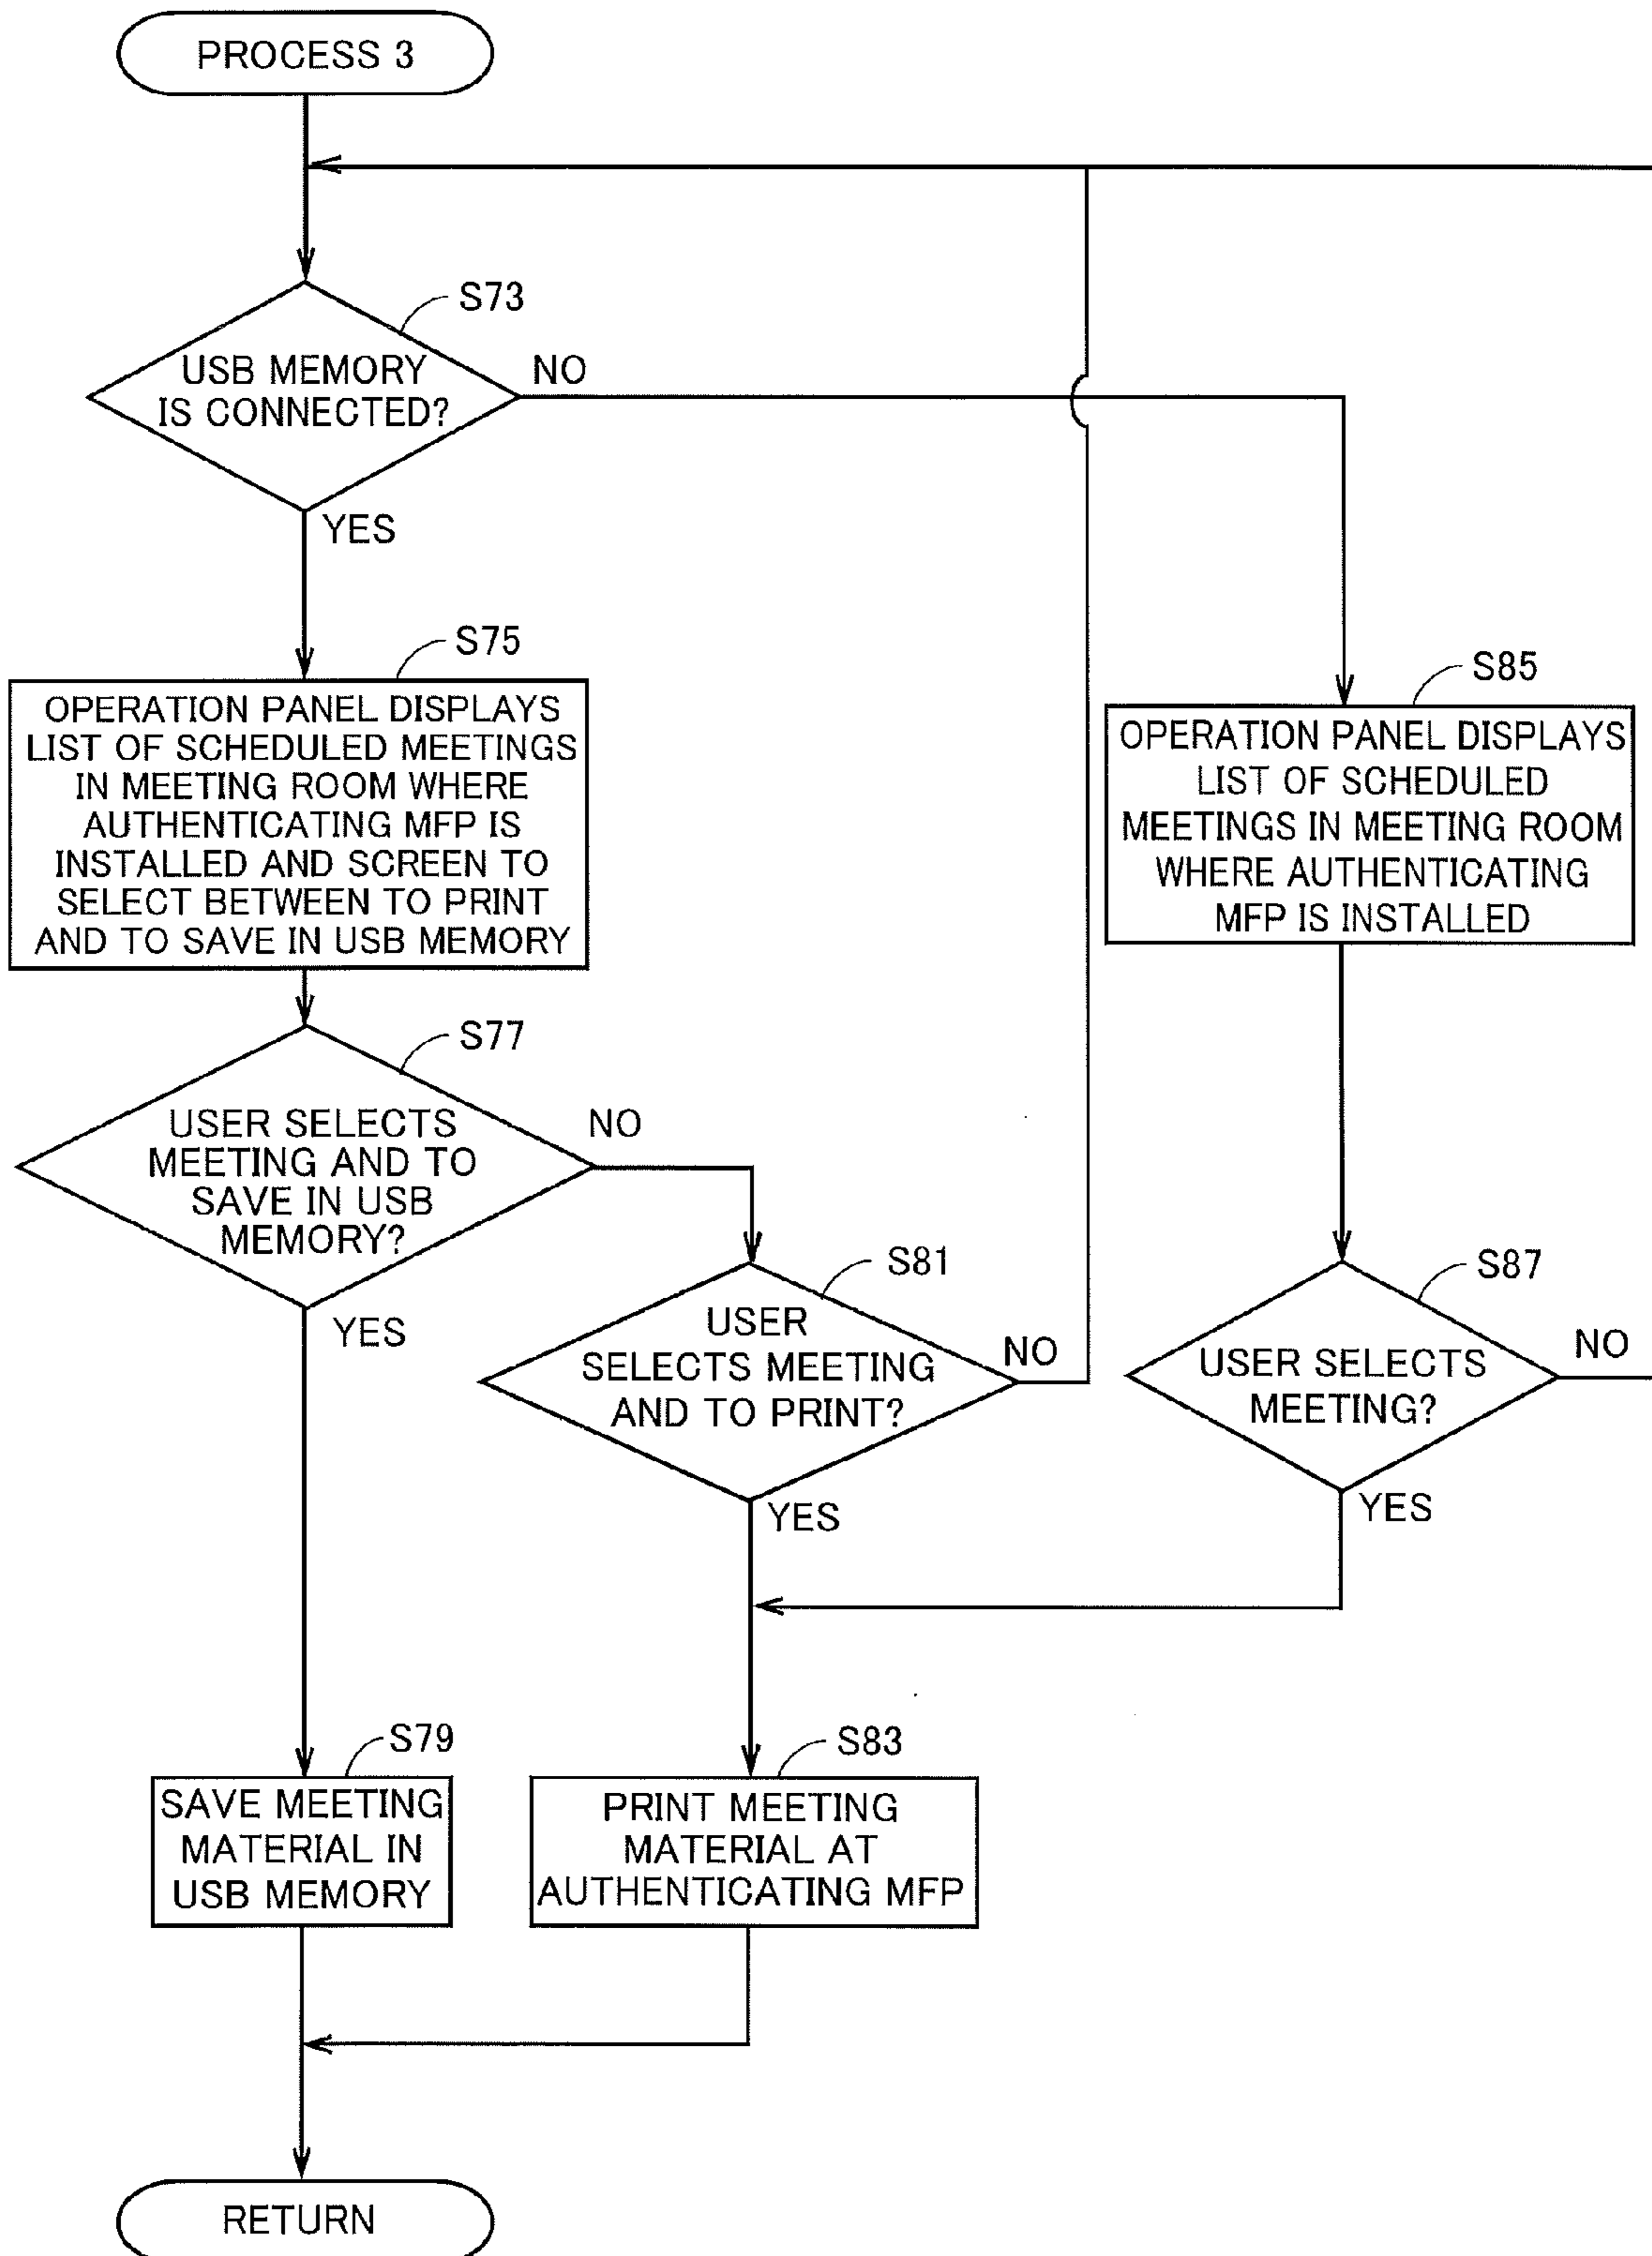 PROCESS 3
S73
USB MEMORY
IS CONNECTED?
NO
YES
S75
OPERATION PANEL DISPLAYS
LIST OF SCHEDULED MEETINGS
IN MEETING ROOM WHERE
AUTHENTICATING MFP IS
INSTALLED AND SCREEN TO
SELECT BETWEEN TO PRINT
AND TO SAVE IN USB MEMORY
S85
OPERATION PANEL DISPLAYS
LIST OF SCHEDULED
MEETINGS IN MEETING ROOM
WHERE AUTHENTICATING
MFP IS INSTALLED
S77
USER SELECTS
MEETING AND TO
SAVE IN USB
MEMORY?
NO
YES
S81
USER
SELECTS MEETING
AND TO PRINT?
NO
YES
S87
USER SELECTS
MEETING?
NO
YES
S79
SAVE MEETING
MATERIAL IN
USB MEMORY
S83
PRINT MEETING
MATERIAL AT
AUTHENTICATING MFP
RETURN